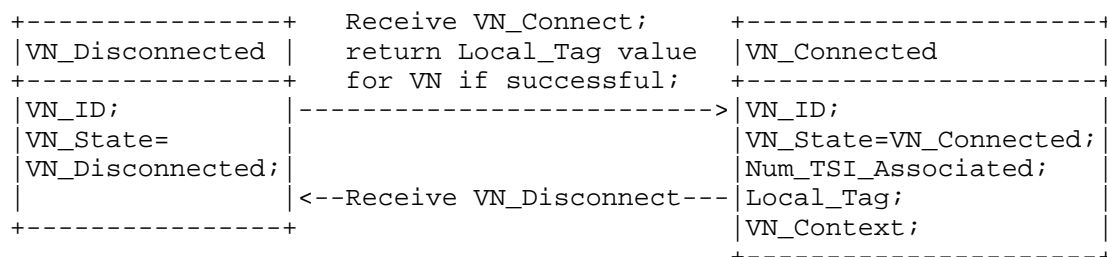 +----------------+   Receive VN_Connect;     +----------------------+
|VN_Disconnected |   return Local_Tag value  |VN_Connected          |
+----------------+   for VN if successful;   +----------------------+
|VN_ID;          |-------------------------->|VN_ID;                |
|VN_State=       |                           |VN_State=VN_Connected;|
|VN_Disconnected;|                           |Num_TSI_Associated;   |
|                |<--Receive VN_Disconnect---|Local_Tag;            |
+----------------+                           |VN_Context;           |
                                             +----------------------+